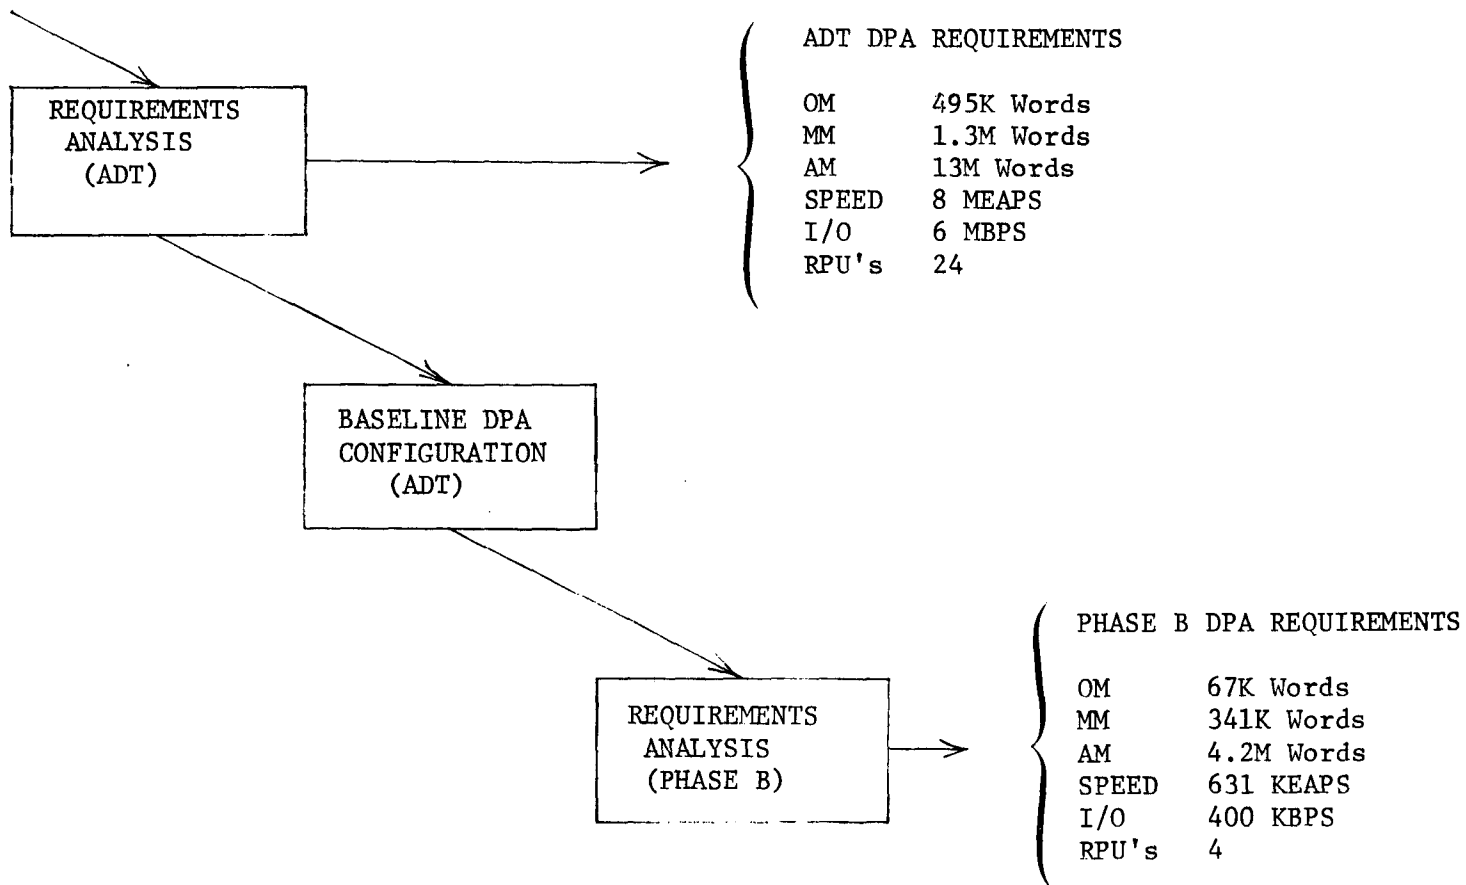 ADT DPA REQUIREMENTS
REQUIREMENTS
ANALYSIS
(ADT)
OM 495K Words
MM 1.3M Words
AM 13M Words
SPEED 8 MEAPS
I/O 6 MBPS
RPU's 24
BASELINE DPA
CONFIGURATION
(ADT)
REQUIREMENTS
ANALYSIS
(PHASE B)
PHASE B DPA REQUIREMENTS
OM 67K Words
MM 341K Words
AM 4.2M Words
SPEED 631 KEAPS
I/O 400 KBPS
RPU's 4